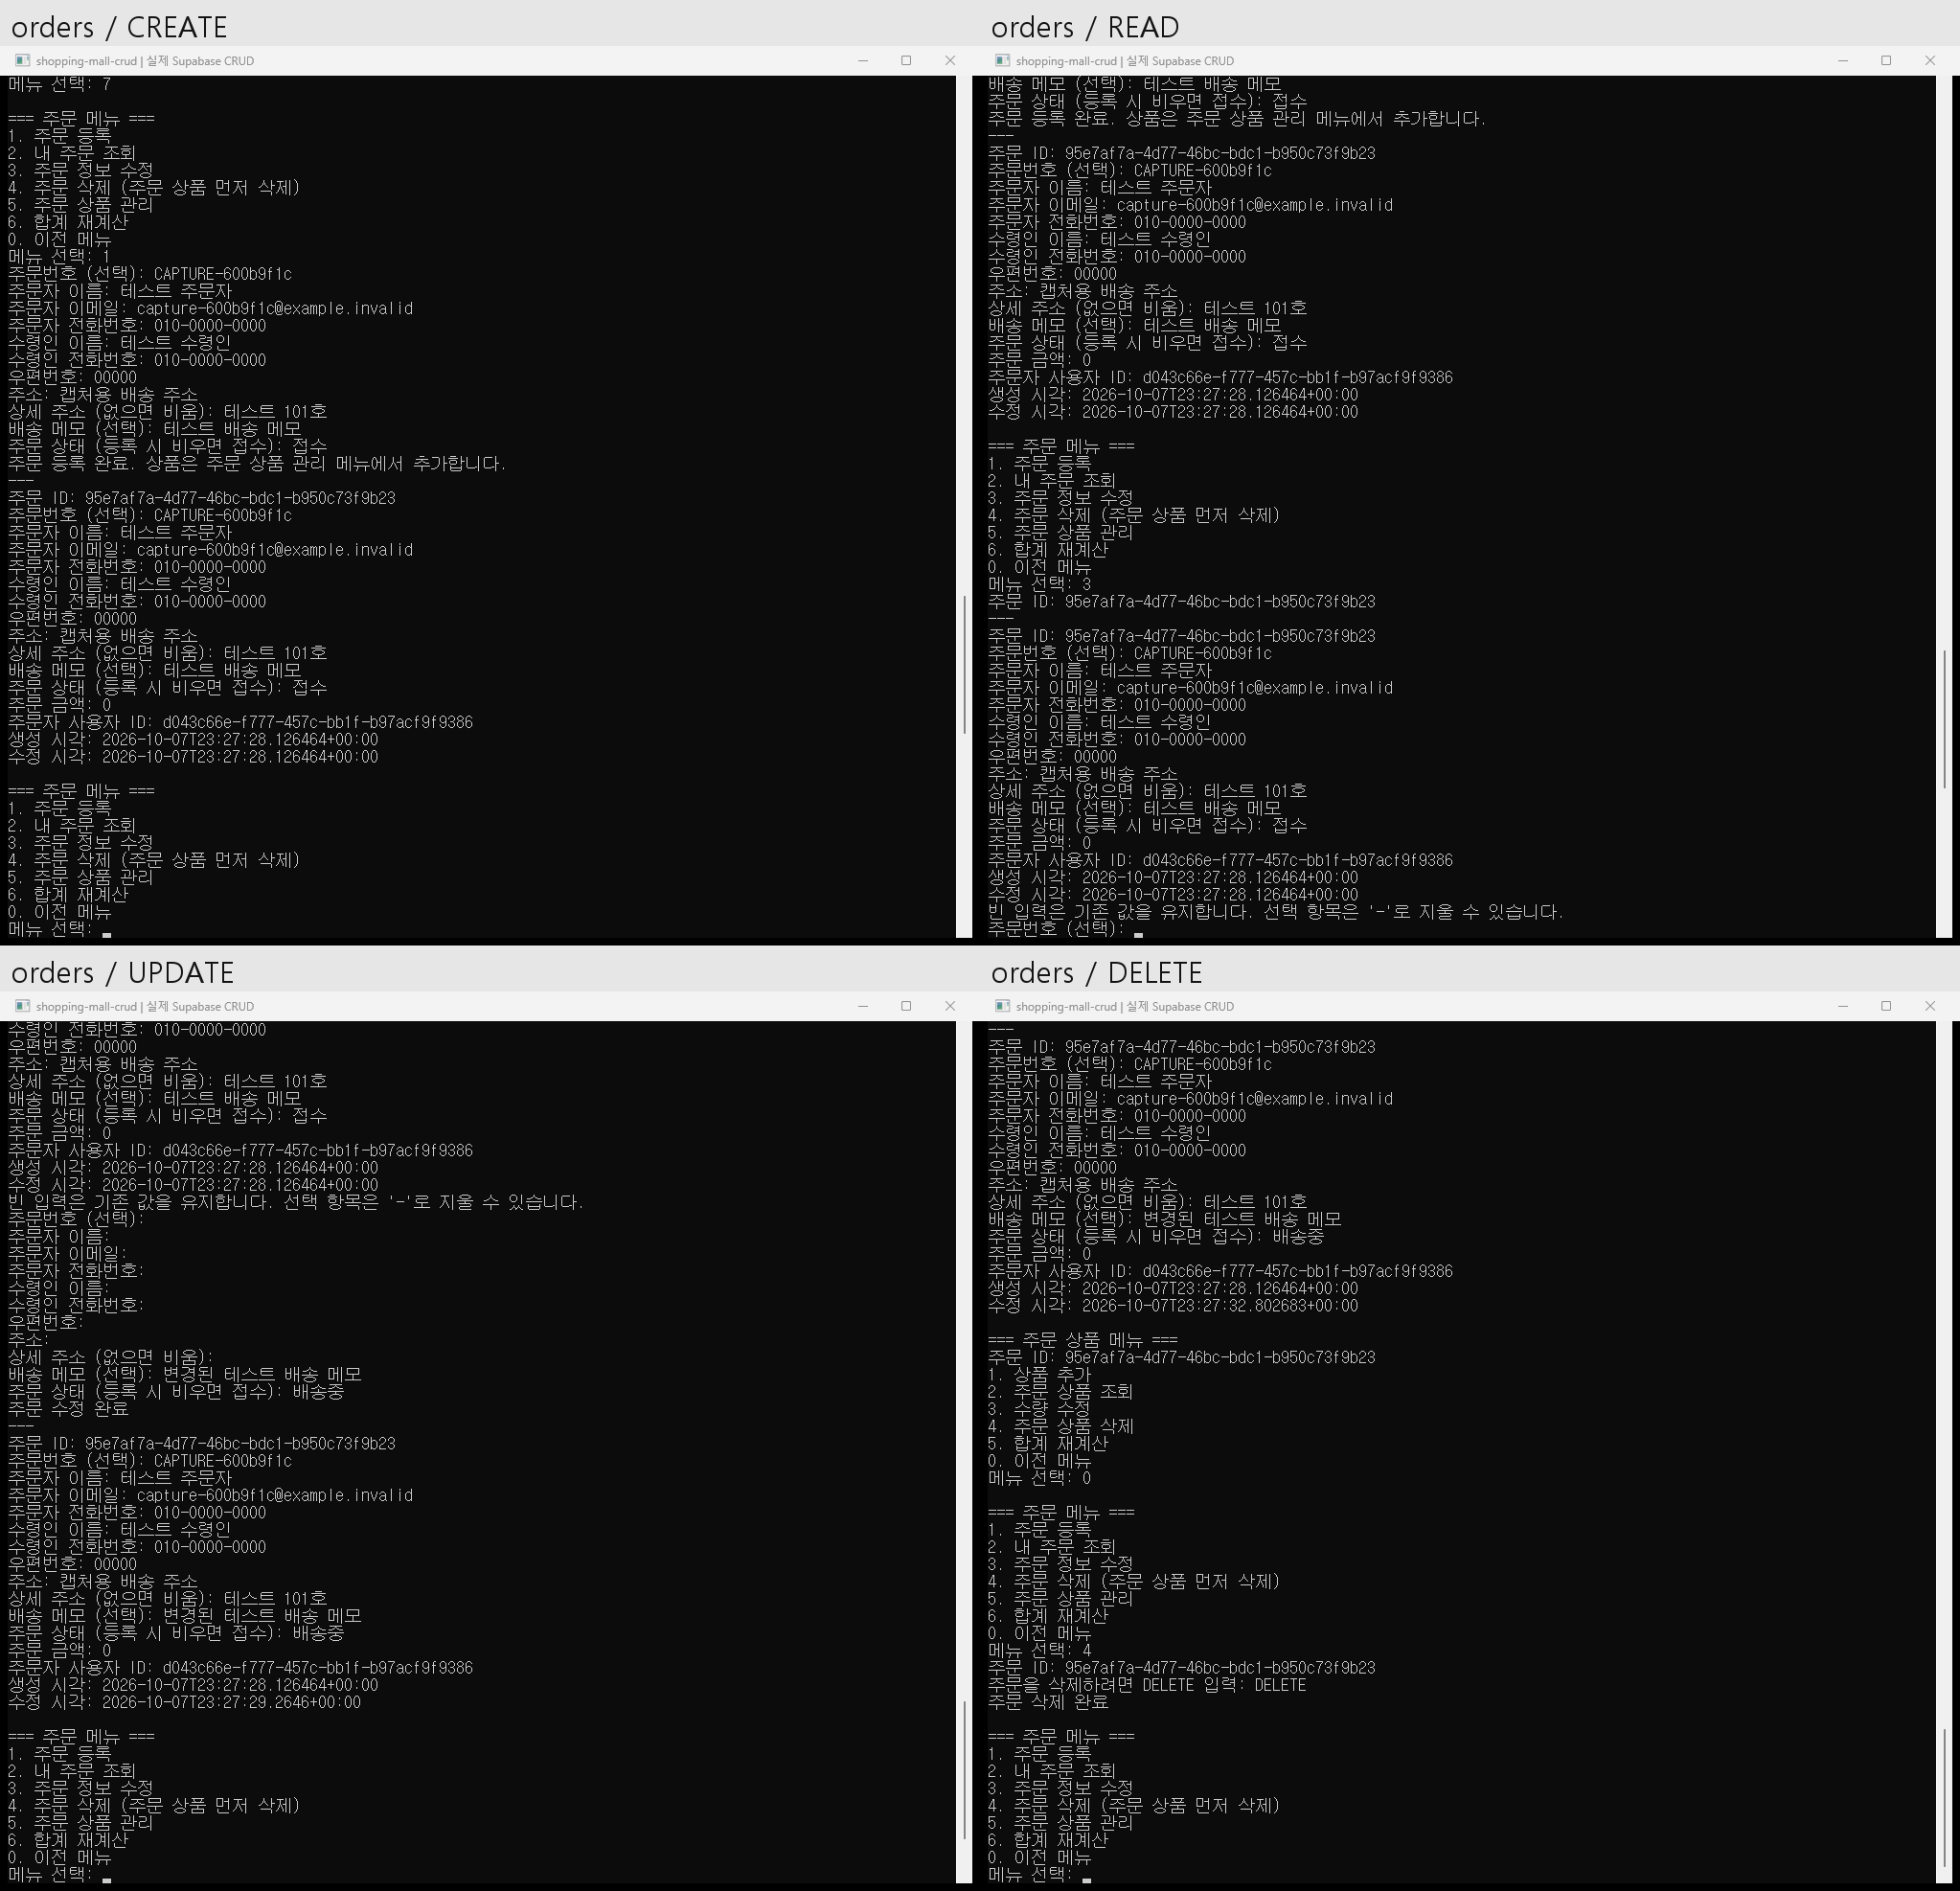 orders / CREATE
shopping-mall-crud | 실제 Supabase CRUD
메뉴 선택: 7
=== 주문 메뉴 ===
1. 주문 등록
2. 내 주문 조회
3. 주문 정보 수정
4. 주문 삭제 (주문 상품 먼저 삭제)
5. 주문 상품 관리
6. 합계 재계산
0. 이전 메뉴
메뉴 선택: 1
주문번호 (선택): CAPTURE-600b9f1c
주문자 이름: 테스트 주문자
주문자 이메일: capture-600b9f1c@example.invalid
주문자 전화번호: 010-0000-0000
수령인 이름: 테스트 수령인
수령인 전화번호: 010-0000-0000
우편번호: 00000
주소: 캡처용 배송 주소
상세 주소 (없으면 비움): 테스트 101호
배송 메모 (선택): 테스트 배송 메모
주문 상태 (등록 시 비우면 접수): 접수
주문 등록 완료. 상품은 주문 상품 관리 메뉴에서 추가합니다.
---
주문 ID: 95e7af7a-4d77-46bc-bdc1-b950c73f9b23
주문번호 (선택): CAPTURE-600b9f1c
주문자 이름: 테스트 주문자
주문자 이메일: capture-600b9f1c@example.invalid
주문자 전화번호: 010-0000-0000
수령인 이름: 테스트 수령인
수령인 전화번호: 010-0000-0000
우편번호: 00000
주소: 캡처용 배송 주소
상세 주소 (없으면 비움): 테스트 101호
배송 메모 (선택): 테스트 배송 메모
주문 상태 (등록 시 비우면 접수): 접수
주문 금액: 0
주문자 사용자 ID: d043c66e-f777-457c-bb1f-b97acf9f9386
생성 시각: 2026-10-07T23:27:28.126464+00:00
수정 시각: 2026-10-07T23:27:28.126464+00:00
=== 주문 메뉴 ===
1. 주문 등록
2. 내 주문 조회
3. 주문 정보 수정
4. 주문 삭제 (주문 상품 먼저 삭제)
5. 주문 상품 관리
6. 합계 재계산
0. 이전 메뉴
메뉴 선택:
orders / READ
shopping-mall-crud | 실제 Supabase CRUD
배송 메모 (선택): 테스트 배송 메모
주문 상태 (등록 시 비우면 접수): 접수
주문 등록 완료. 상품은 주문 상품 관리 메뉴에서 추가합니다.
---
주문 ID: 95e7af7a-4d77-46bc-bdc1-b950c73f9b23
주문번호 (선택): CAPTURE-600b9f1c
주문자 이름: 테스트 주문자
주문자 이메일: capture-600b9f1c@example.invalid
주문자 전화번호: 010-0000-0000
수령인 이름: 테스트 수령인
수령인 전화번호: 010-0000-0000
우편번호: 00000
주소: 캡처용 배송 주소
상세 주소 (없으면 비움): 테스트 101호
배송 메모 (선택): 테스트 배송 메모
주문 상태 (등록 시 비우면 접수): 접수
주문 금액: 0
주문자 사용자 ID: d043c66e-f777-457c-bb1f-b97acf9f9386
생성 시각: 2026-10-07T23:27:28.126464+00:00
수정 시각: 2026-10-07T23:27:28.126464+00:00
=== 주문 메뉴 ===
1. 주문 등록
2. 내 주문 조회
3. 주문 정보 수정
4. 주문 삭제 (주문 상품 먼저 삭제)
5. 주문 상품 관리
6. 합계 재계산
0. 이전 메뉴
메뉴 선택: 3
주문 ID: 95e7af7a-4d77-46bc-bdc1-b950c73f9b23
---
주문 ID: 95e7af7a-4d77-46bc-bdc1-b950c73f9b23
주문번호 (선택): CAPTURE-600b9f1c
주문자 이름: 테스트 주문자
주문자 이메일: capture-600b9f1c@example.invalid
주문자 전화번호: 010-0000-0000
수령인 이름: 테스트 수령인
수령인 전화번호: 010-0000-0000
우편번호: 00000
주소: 캡처용 배송 주소
상세 주소 (없으면 비움): 테스트 101호
배송 메모 (선택): 테스트 배송 메모
주문 상태 (등록 시 비우면 접수): 접수
주문 금액: 0
주문자 사용자 ID: d043c66e-f777-457c-bb1f-b97acf9f9386
생성 시각: 2026-10-07T23:27:28.126464+00:00
수정 시각: 2026-10-07T23:27:28.126464+00:00
빈 입력은 기존 값을 유지합니다. 선택 항목은 '-'로 지울 수 있습니다.
주문번호 (선택):
orders / UPDATE
shopping-mall-crud | 실제 Supabase CRUD
수령인 전화번호: 010-0000-0000
우편번호: 00000
주소: 캡처용 배송 주소
상세 주소 (없으면 비움): 테스트 101호
배송 메모 (선택): 테스트 배송 메모
주문 상태 (등록 시 비우면 접수): 접수
주문 금액: 0
주문자 사용자 ID: d043c66e-f777-457c-bb1f-b97acf9f9386
생성 시각: 2026-10-07T23:27:28.126464+00:00
수정 시각: 2026-10-07T23:27:28.126464+00:00
빈 입력은 기존 값을 유지합니다. 선택 항목은 '-'로 지울 수 있습니다.
주문번호 (선택):
주문자 이름:
주문자 이메일:
주문자 전화번호:
수령인 이름:
수령인 전화번호:
우편번호:
주소:
상세 주소 (없으면 비움):
배송 메모 (선택): 변경된 테스트 배송 메모
주문 상태 (등록 시 비우면 접수): 배송중
주문 수정 완료
---
주문 ID: 95e7af7a-4d77-46bc-bdc1-b950c73f9b23
주문번호 (선택): CAPTURE-600b9f1c
주문자 이름: 테스트 주문자
주문자 이메일: capture-600b9f1c@example.invalid
주문자 전화번호: 010-0000-0000
수령인 이름: 테스트 수령인
수령인 전화번호: 010-0000-0000
우편번호: 00000
주소: 캡처용 배송 주소
상세 주소 (없으면 비움): 테스트 101호
배송 메모 (선택): 변경된 테스트 배송 메모
주문 상태 (등록 시 비우면 접수): 배송중
주문 금액: 0
주문자 사용자 ID: d043c66e-f777-457c-bb1f-b97acf9f9386
생성 시각: 2026-10-07T23:27:28.126464+00:00
수정 시각: 2026-10-07T23:27:29.2646+00:00
=== 주문 메뉴 ===
1. 주문 등록
2. 내 주문 조회
3. 주문 정보 수정
4. 주문 삭제 (주문 상품 먼저 삭제)
5. 주문 상품 관리
6. 합계 재계산
0. 이전 메뉴
메뉴 선택:
orders / DELETE
shopping-mall-crud | 실제 Supabase CRUD
---
주문 ID: 95e7af7a-4d77-46bc-bdc1-b950c73f9b23
주문번호 (선택): CAPTURE-600b9f1c
주문자 이름: 테스트 주문자
주문자 이메일: capture-600b9f1c@example.invalid
주문자 전화번호: 010-0000-0000
수령인 이름: 테스트 수령인
수령인 전화번호: 010-0000-0000
우편번호: 00000
주소: 캡처용 배송 주소
상세 주소 (없으면 비움): 테스트 101호
배송 메모 (선택): 변경된 테스트 배송 메모
주문 상태 (등록 시 비우면 접수): 배송중
주문 금액: 0
주문자 사용자 ID: d043c66e-f777-457c-bb1f-b97acf9f9386
생성 시각: 2026-10-07T23:27:28.126464+00:00
수정 시각: 2026-10-07T23:27:32.802683+00:00
=== 주문 상품 메뉴 ===
주문 ID: 95e7af7a-4d77-46bc-bdc1-b950c73f9b23
1. 상품 추가
2. 주문 상품 조회
3. 수량 수정
4. 주문 상품 삭제
5. 합계 재계산
0. 이전 메뉴
메뉴 선택: 0
=== 주문 메뉴 ===
1. 주문 등록
2. 내 주문 조회
3. 주문 정보 수정
4. 주문 삭제 (주문 상품 먼저 삭제)
5. 주문 상품 관리
6. 합계 재계산
0. 이전 메뉴
메뉴 선택: 4
주문 ID: 95e7af7a-4d77-46bc-bdc1-b950c73f9b23
주문을 삭제하려면 DELETE 입력: DELETE
주문 삭제 완료
=== 주문 메뉴 ===
1. 주문 등록
2. 내 주문 조회
3. 주문 정보 수정
4. 주문 삭제 (주문 상품 먼저 삭제)
5. 주문 상품 관리
6. 합계 재계산
0. 이전 메뉴
메뉴 선택: